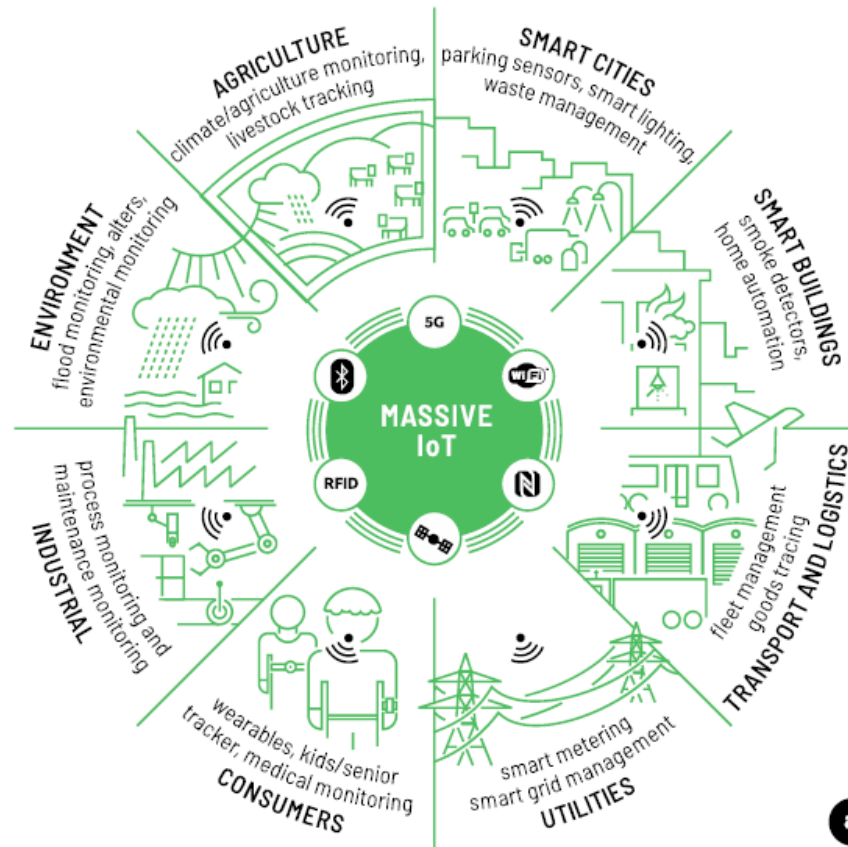 AGRICULTURE
climate/agriculture monitoring,
livestock tracking
SMART CITIES
parking sensors, smart lighting,
waste management
SMART BUILDINGS
smoke detectors,
home automation
TRANSPORT AND LOGISTICS
fleet management
goods tracing
smart metering
smart grid management
UTILITIES
wearables, kids/senior
tracker, medical monitoring
CONSUMERS
process monitoring and
maintenance monitoring
INDUSTRIAL
ENVIRONMENT
flood monitoring, alters,
environmental monitoring
5G
WiFi
RFID
MASSIVE
IoT